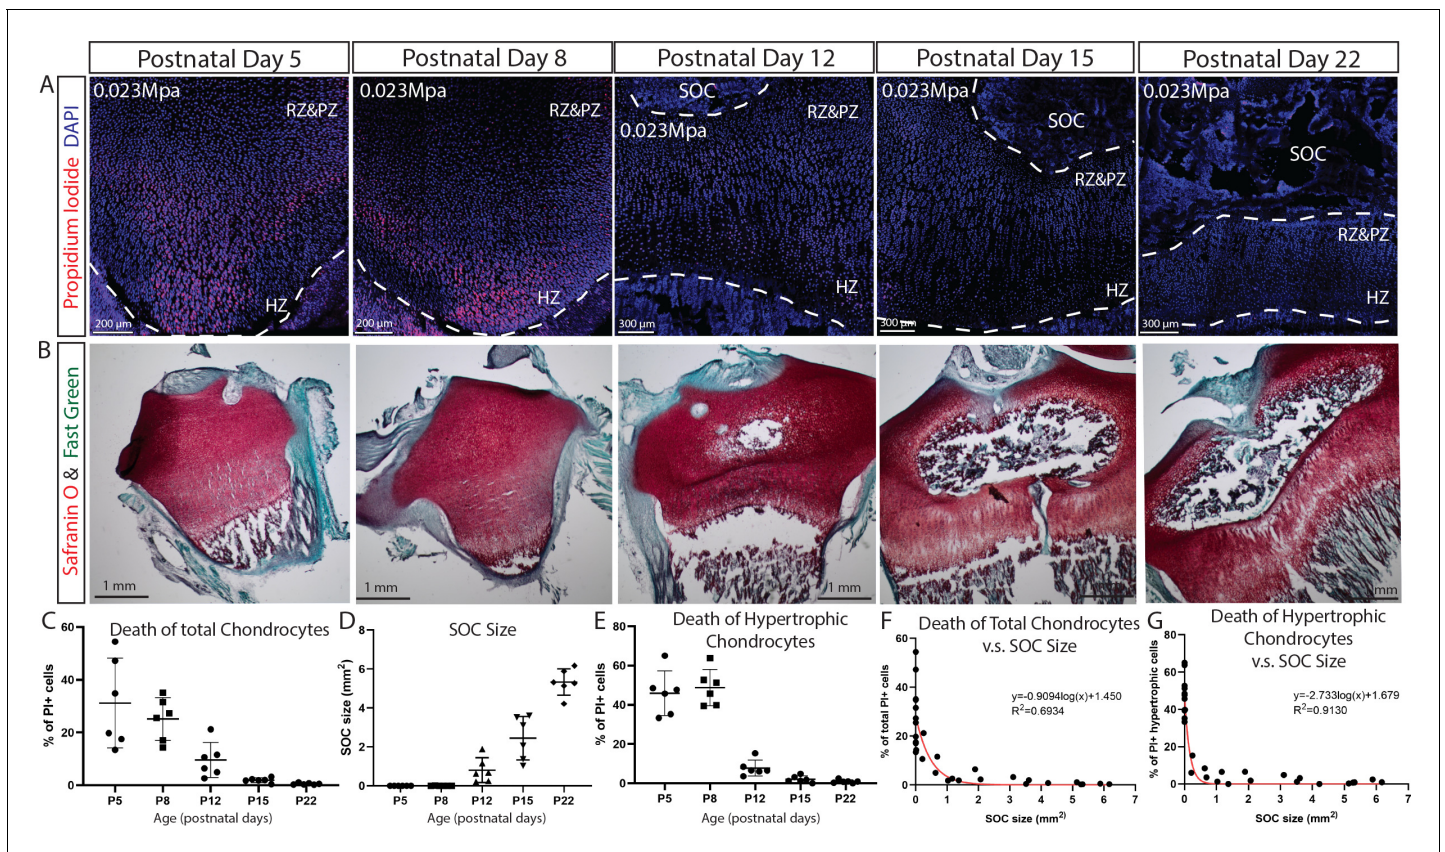 Postnatal Day 5
Postnatal Day 8
Postnatal Day 12
Postnatal Day 15
Postnatal Day 22
A
Propidium Iodide DAPI
0.023Mpa
RZ&PZ
HZ
200 µm
0.023Mpa
RZ&PZ
HZ
200 µm
SOC
0.023Mpa
RZ&PZ
HZ
300 µm
0.023Mpa
SOC
RZ&PZ
HZ
300 µm
0.023Mpa
SOC
RZ&PZ
HZ
300 µm
B
Safranin O & Fast Green
1 mm
1 mm
1 mm
mm
C
Death of total Chondrocytes
% of PI+ cells
60
40
20
0
P5 P8 P12 P15 P22
Age (postnatal days)
D
SOC Size
SOC size (mm2)
8
6
4
2
0
P5 P8 P12 P15 P22
Age (postnatal days)
E
Death of Hypertrophic
Chondrocytes
% of PI+ cells
80
60
40
20
0
P5 P8 P12 P15 P22
Age (postnatal days)
F
Death of Total Chondrocytes
v.s. SOC Size
% of total PI+ cells
60
40
20
0
y=-0.9094log(x)+1.450
R2=0.6934
0 1 2 3 4 5 6 7
SOC size (mm2)
G
Death of Hypertrophic
Chondrocytes
v.s. SOC Size
% of PI+ hypertrophic cells
80
60
40
20
0
y=-2.733log(x)+1.679
R2=0.9130
0 1 2 3 4 5 6 7
SOC size (mm2)